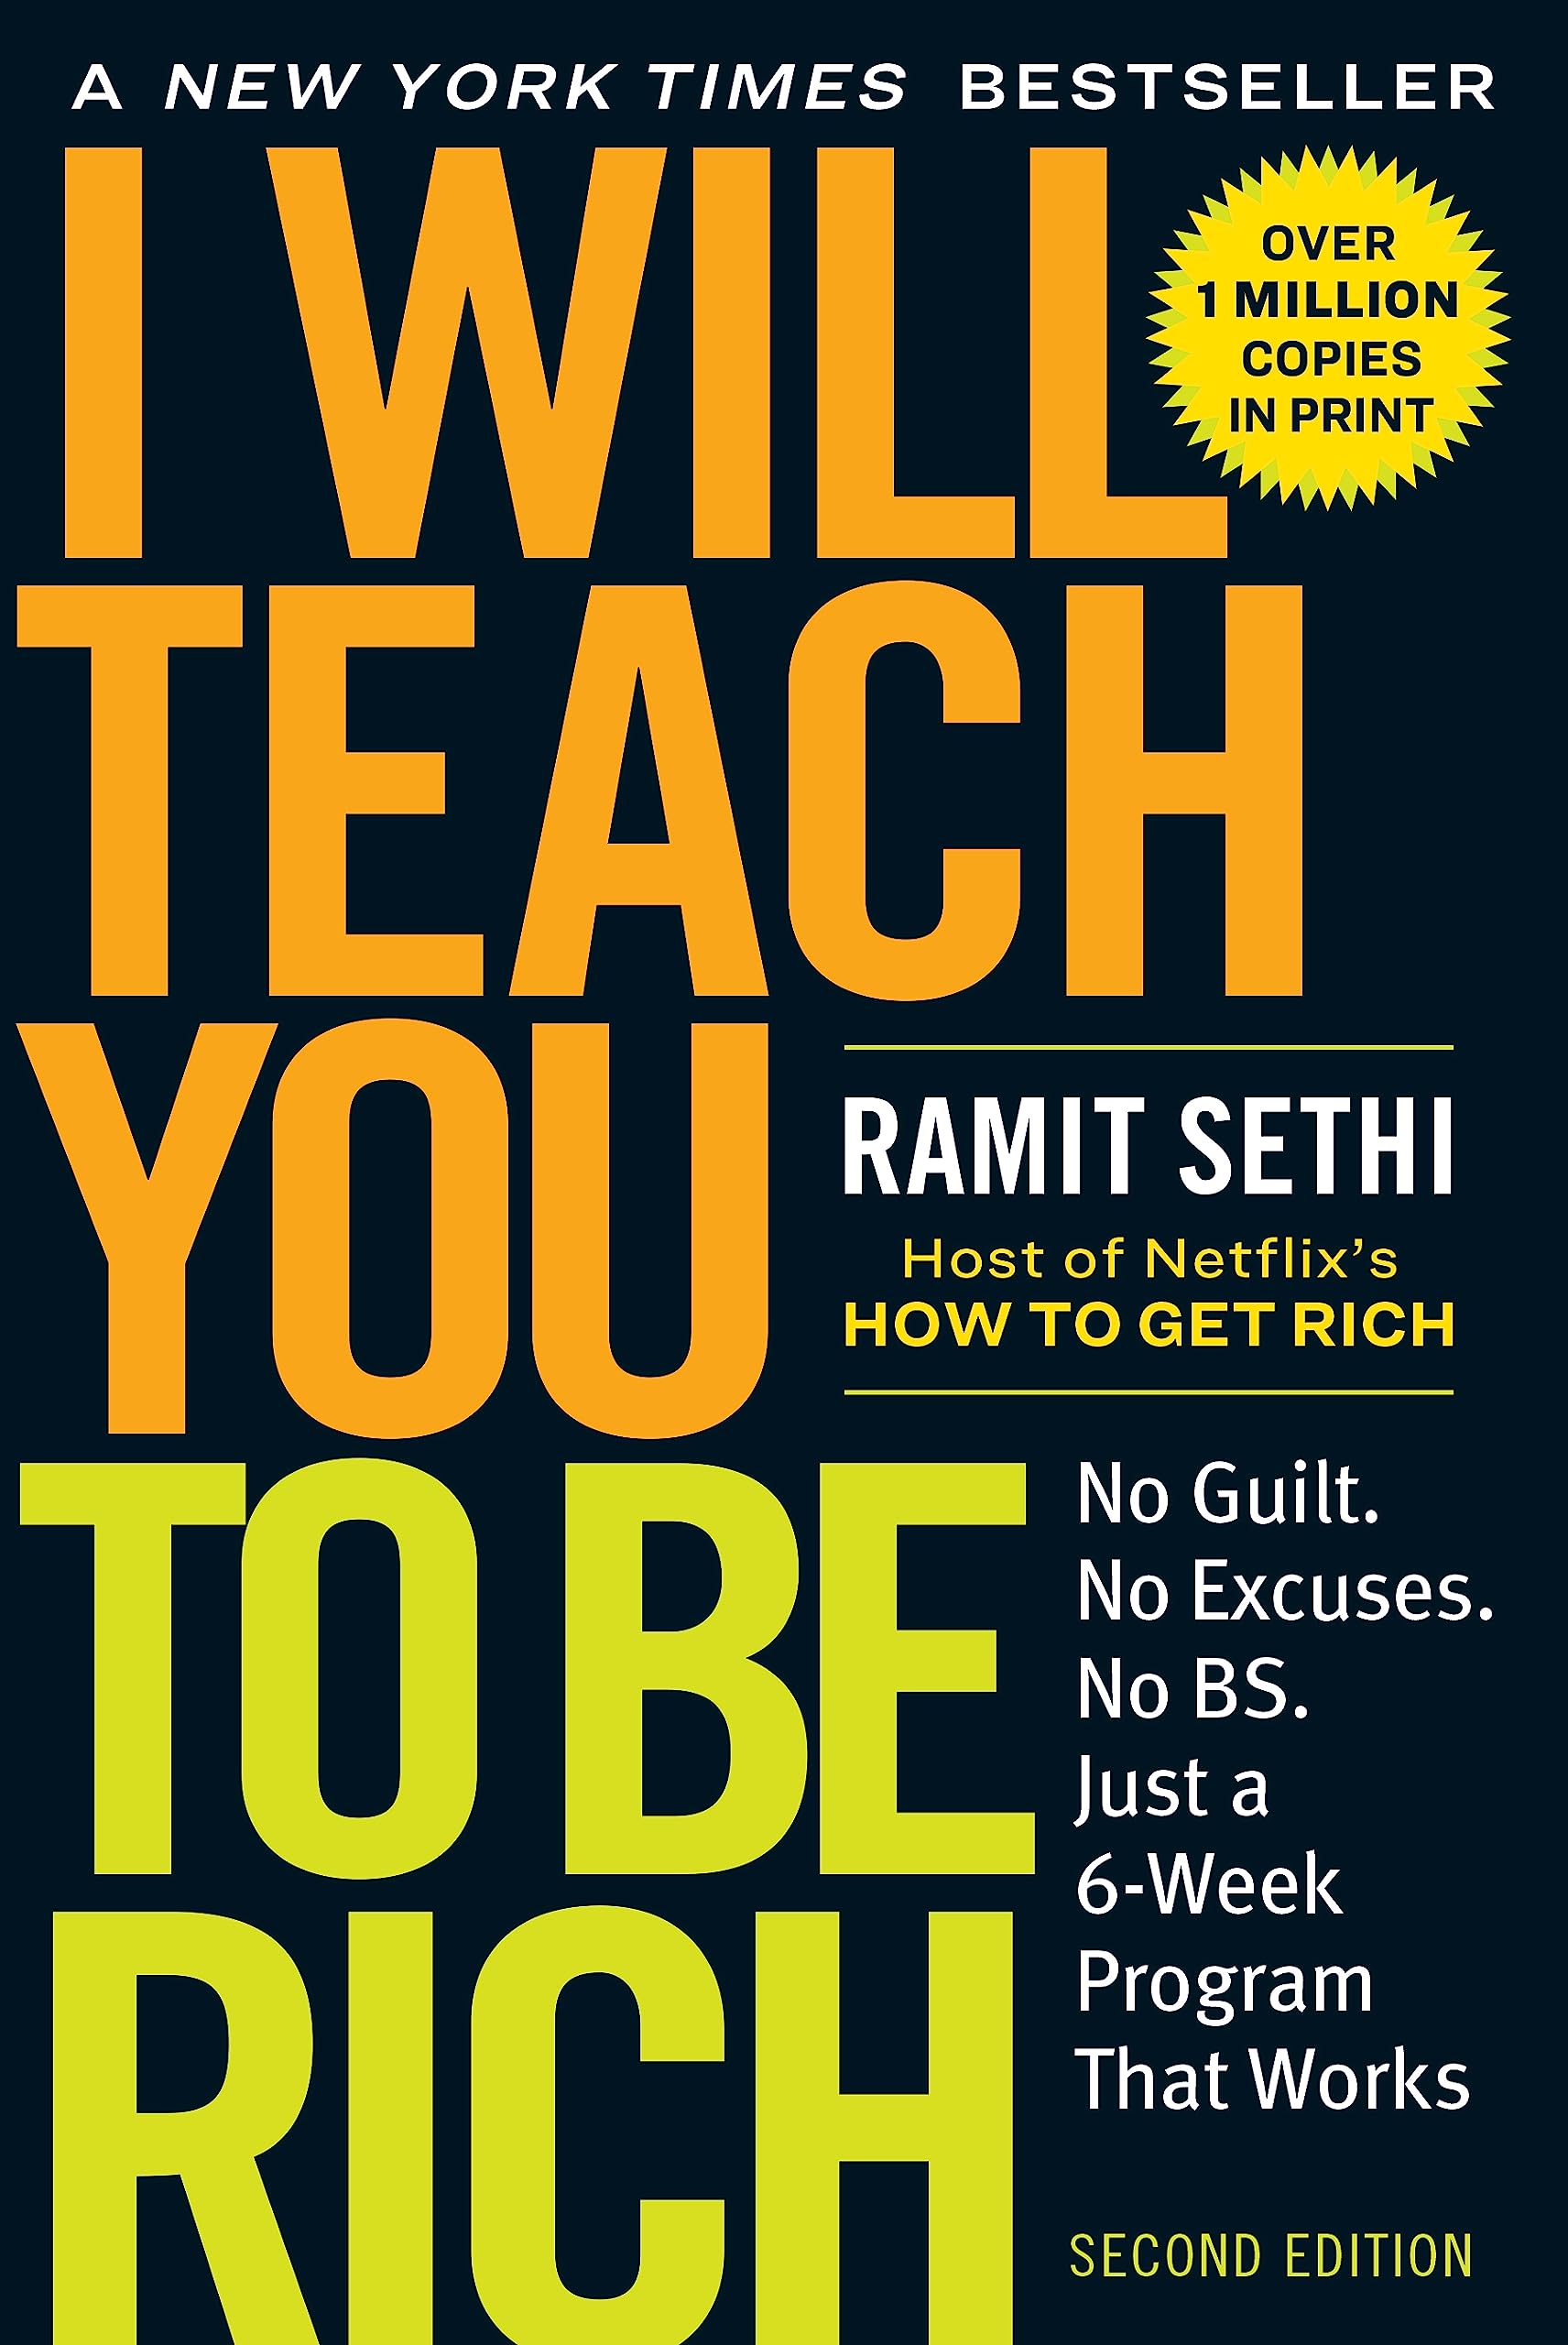 A NEW YORK TIMES BESTSELLER
I WILL
OVER
1 MILLION
COPIES
IN PRINT
TEACH
YOU
RAMIT SETHI
Host of Netflix’s
HOW TO GET RICH
TO BE
RICH
No Guilt.
No Excuses.
No BS.
Just a
6-Week
Program
That Works
SECOND EDITION